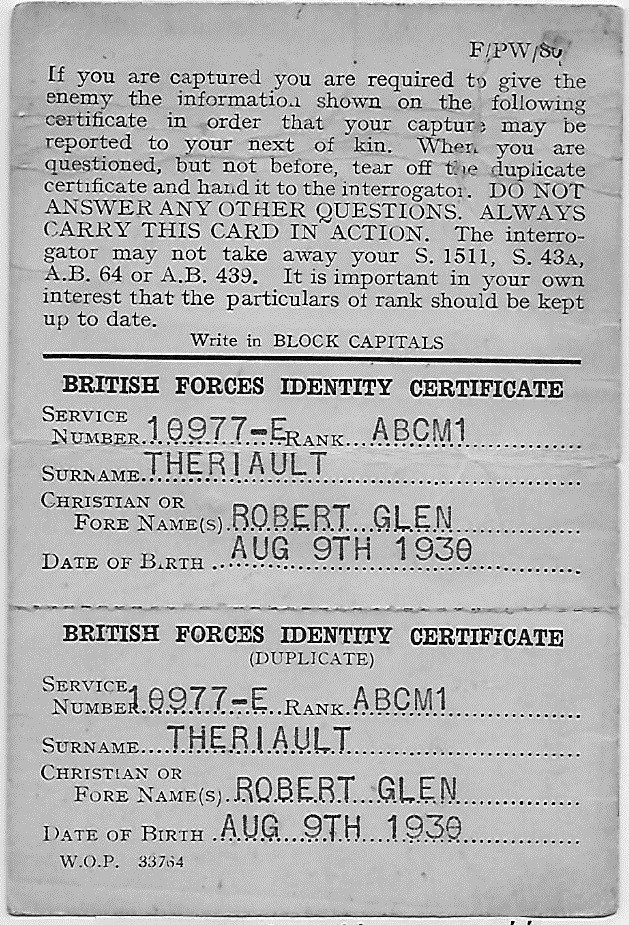 F/PW/80
If you are captured you are required to give the
enemy the information shown on the following
certificate in order that your capture may be
reported to your next of kin. When you are
questioned, but not before, tear off the duplicate
certificate and hand it to the interrogator. DO NOT
ANSWER ANY OTHER QUESTIONS. ALWAYS
CARRY THIS CARD IN ACTION. The interro-
gator may not take away your S. 1511, S. 43A,
A.B. 64 or A.B. 439. It is important in your own
interest that the particulars of rank should be kept
up to date.
Write in BLOCK CAPITALS
BRITISH FORCES IDENTITY CERTIFICATE
SERVICE
NUMBER 10977-E RANK ABCM1
SURNAME THERIAULT
CHRISTIAN OR
FORE NAME(S) ROBERT GLEN
DATE OF BIRTH AUG 9TH 1930
BRITISH FORCES IDENTITY CERTIFICATE
(DUPLICATE)
SERVICE
NUMBER 10977-E RANK ABCM1
SURNAME THERIAULT
CHRISTIAN OR
FORE NAME(S) ROBERT GLEN
DATE OF BIRTH AUG 9TH 1930
W.O.P. 33764